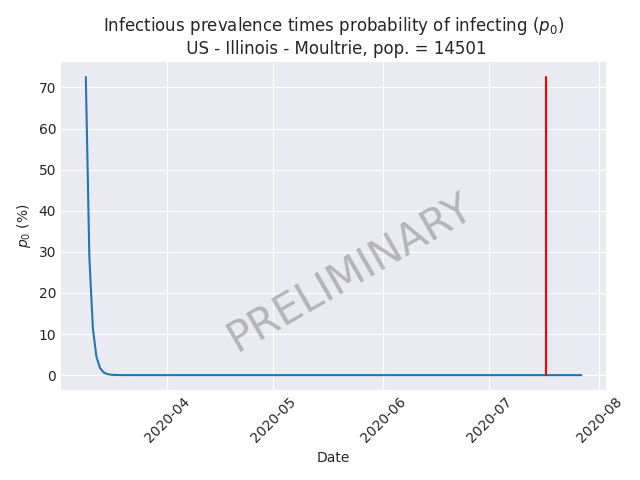 Infectious prevalence times probability of infecting (p₀)
US - Illinois - Moultrie, pop. = 14501
p₀ (%)
70
60
50
40
30
20
10
0
PRELIMINARY
2020-04
2020-05
2020-06
2020-07
2020-08
Date